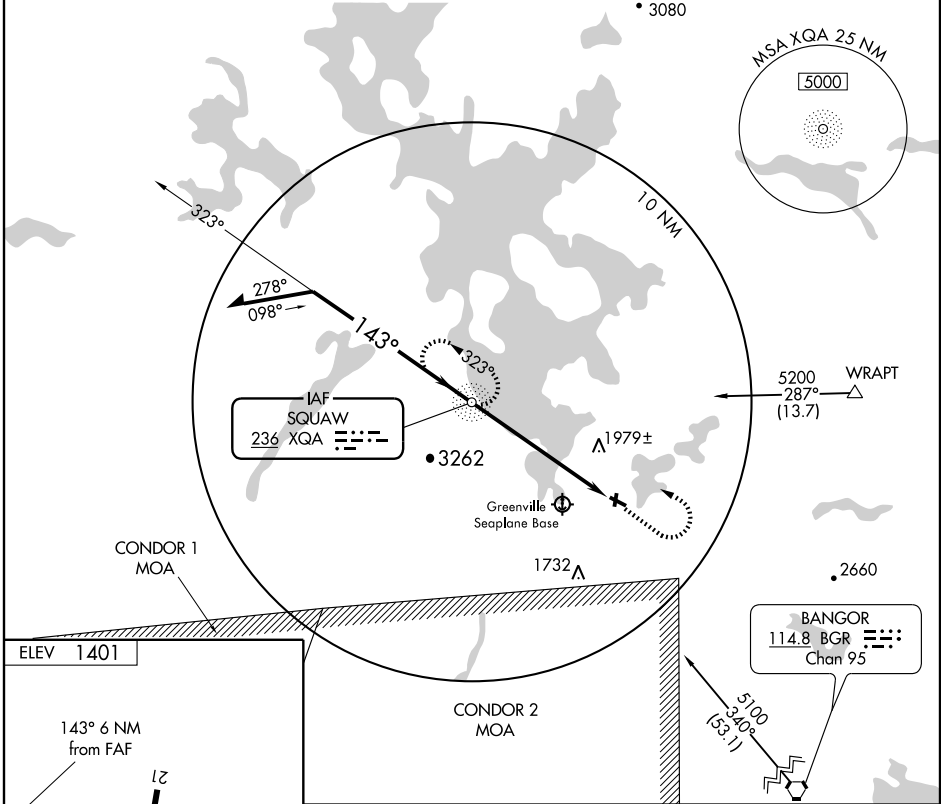 3080
MSA XQA 25 NM
5000
10 NM
323°
278°
098°
143°
323°
5200
287°
(13.7)
WRAPT
IAF
SQUAW
236 XQA
1979±
3262
Greenville
Seaplane Base
CONDOR 1
MOA
1732
2660
BANGOR
114.8 BGR
Chan 95
ELEV 1401
5100
340°
(53.1)
CONDOR 2
MOA
143° 6 NM
from FAF
21